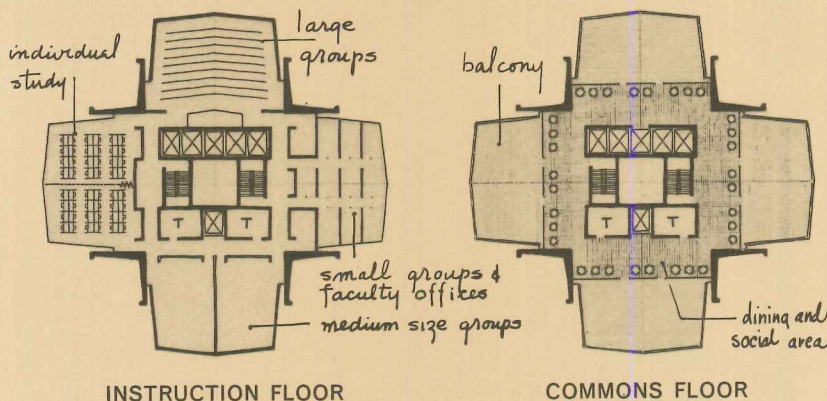 individual
study
large
groups
small groups &
faculty offices
medium size groups
T T
INSTRUCTION FLOOR
balcony
T T
dining and
social area
COMMONS FLOOR